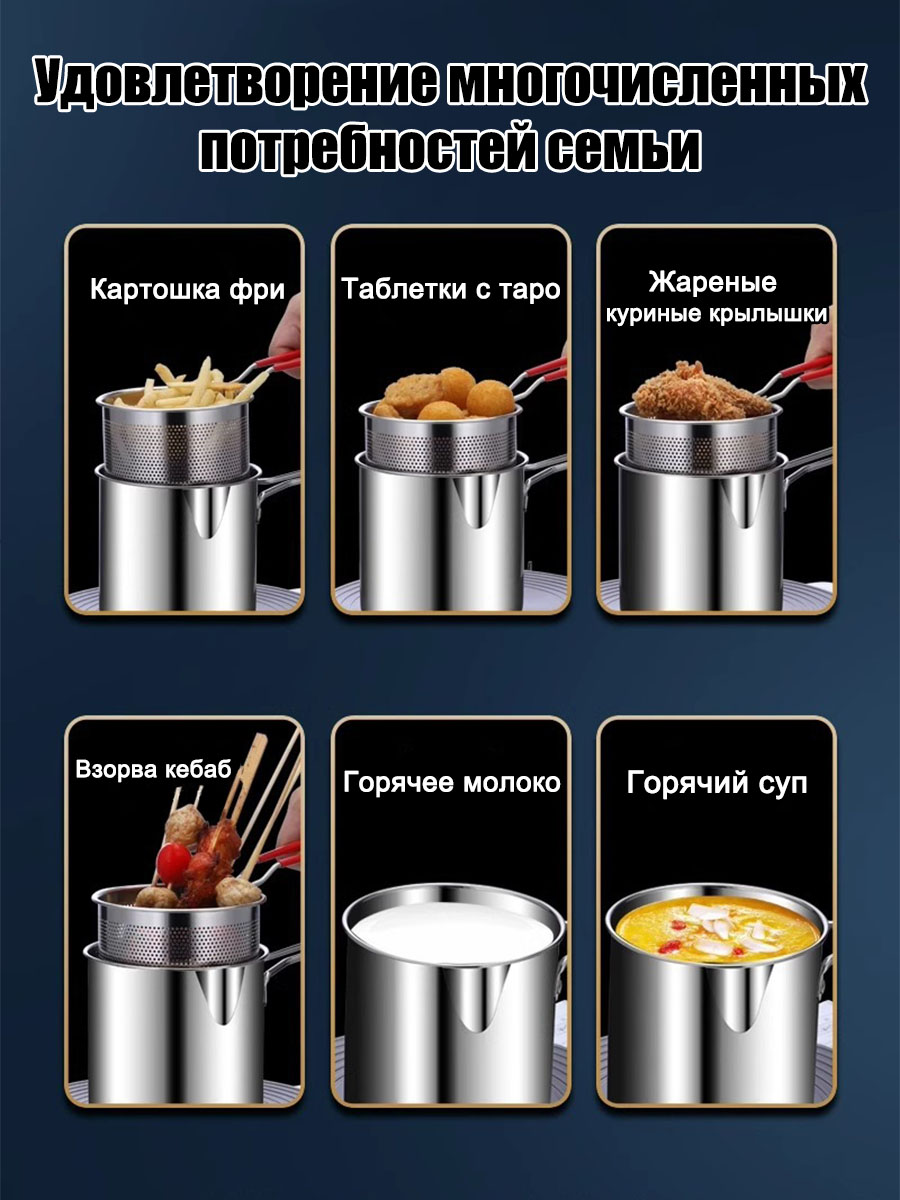 Удовлетворение многочисленных
потребностей семьи
Картошка фри
Таблетки с таро
Жареные
куриные крылышки
Взорва кебаб
Горячее молоко
Горячий суп